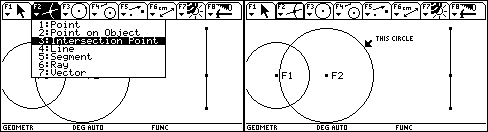 F1 F2 F3 F4 F5 F6 F7 F8
1:Point
2:Point on Object
3:Intersection Point
4:Line
5:Segment
6:Ray
7:Vector
GEOMETR DEG AUTO FUNC
F1 F2 F3 F4 F5 F6 F7 F8
THIS CIRCLE
F1 F2
GEOMETR DEG AUTO FUNC